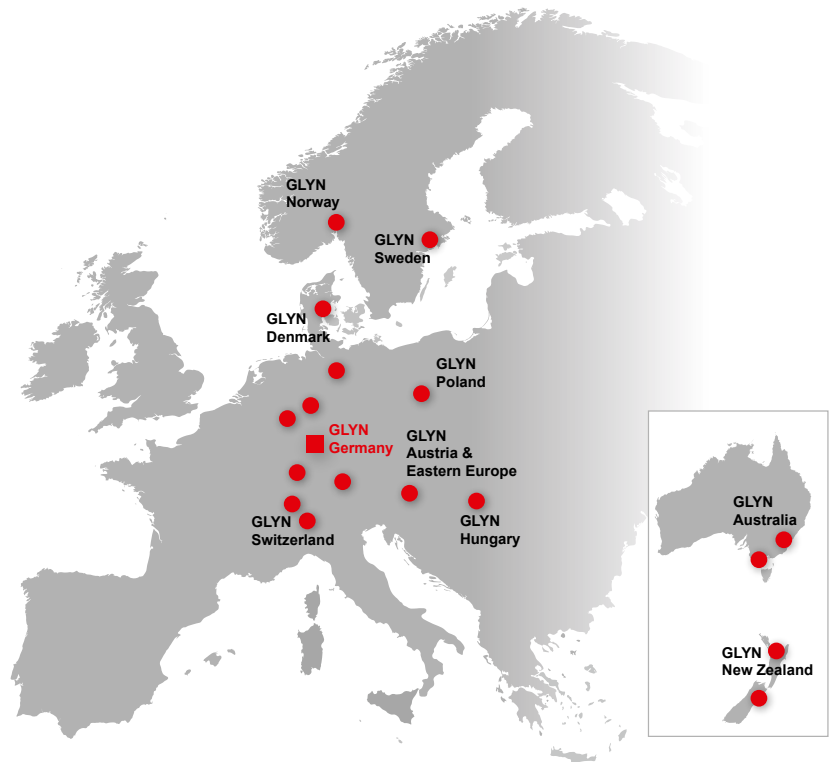 GLYN
Norway
GLYN
Sweden
GLYN
Denmark
GLYN
Poland
GLYN
Germany
GLYN
Austria &
Eastern Europe
GLYN
Switzerland
GLYN
Hungary
GLYN
Australia
GLYN
New Zealand